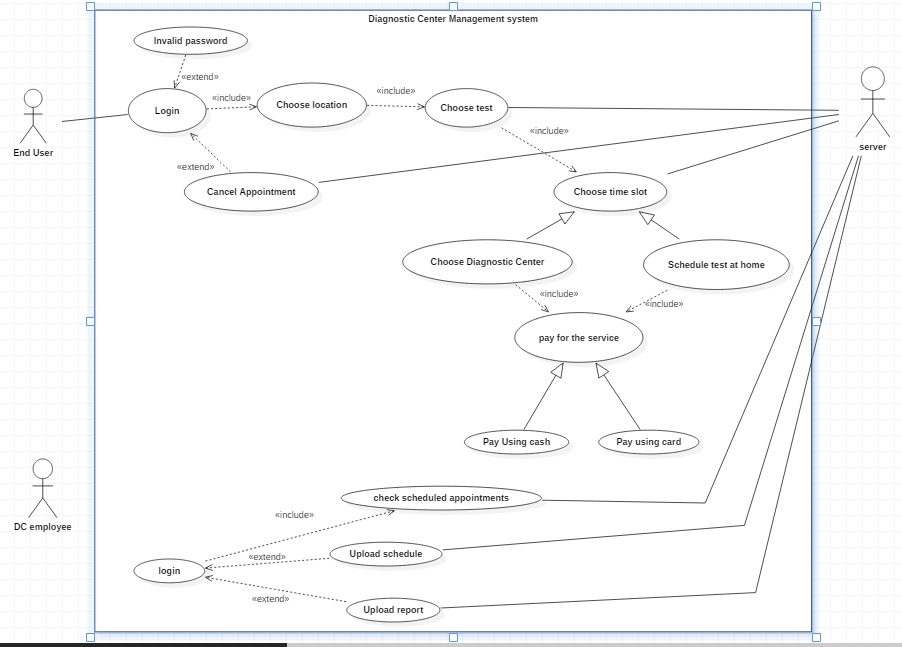 Diagnostic Center Management system
Invalid password
«extend»
Login
«include»
Choose location
«include»
Choose test
End User
server
«include»
«extend»
Cancel Appointment
Choose time slot
Choose Diagnostic Center
Schedule test at home
«include»
«include»
pay for the service
Pay Using cash
Pay using card
DC employee
check scheduled appointments
«include»
«extend»
Upload schedule
login
«extend»
Upload report